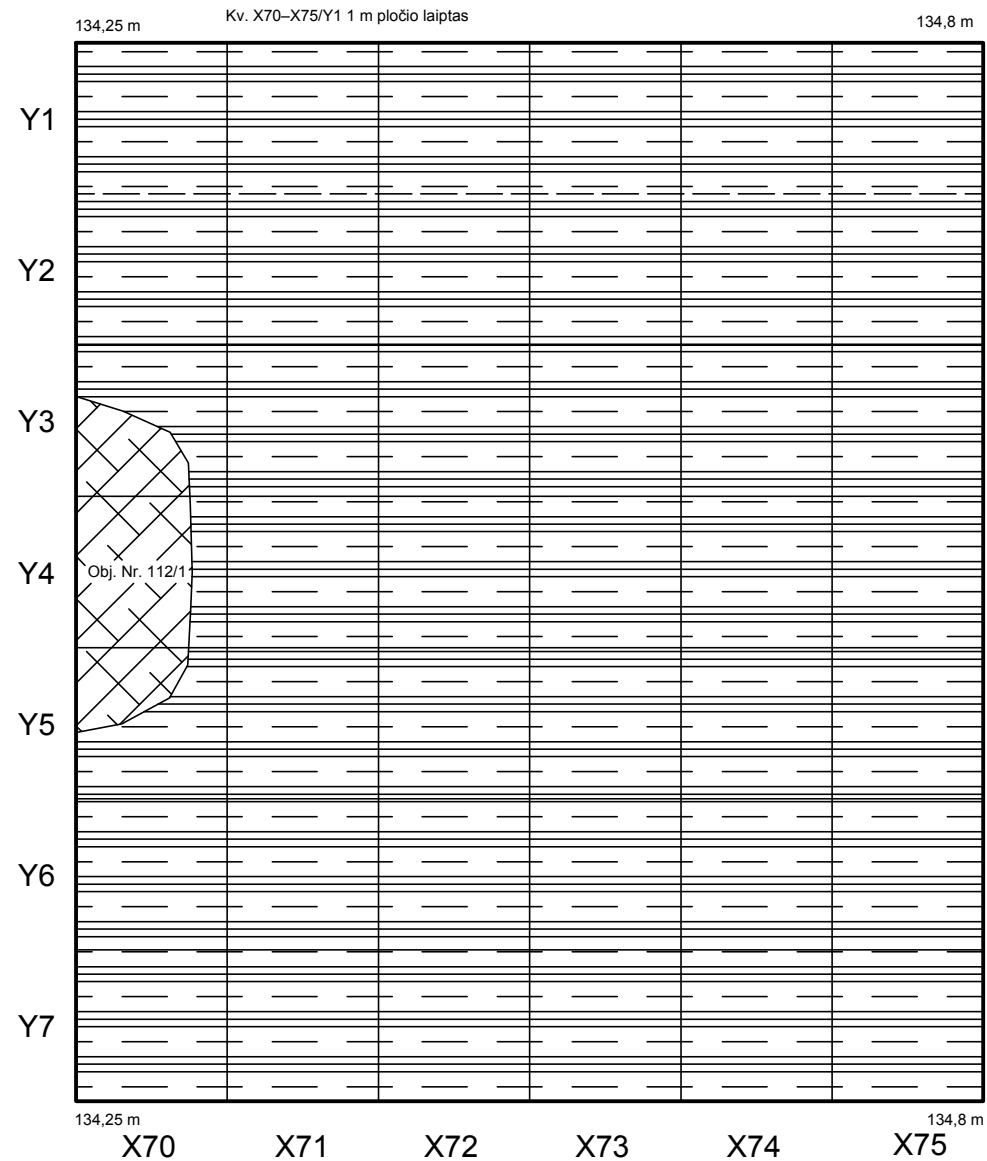 Kv. X70–X75/Y1 1 m pločio laiptas
134,25 m
134,8 m
Y1
Y2
Y3
Y4
Obj. Nr. 112/1
Y5
Y6
Y7
134,25 m
134,8 m
X70
X71
X72
X73
X74
X75